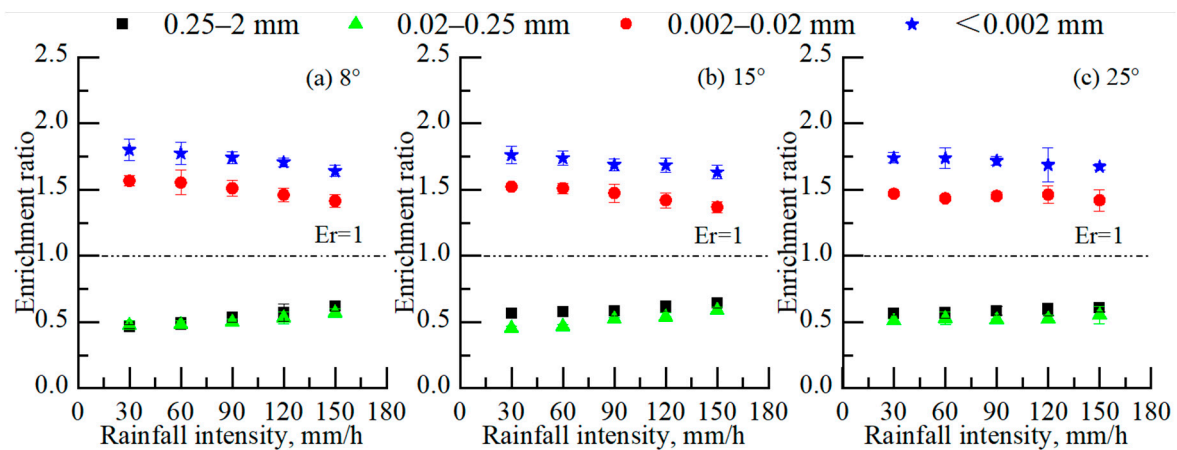 0.25–2 mm 0.02–0.25 mm 0.002–0.02 mm <0.002 mm
Enrichment ratio
2.5
2.0
1.5
1.0
0.5
0.0
(a) 8°
Er=1
0 30 60 90 120 150 180
Rainfall intensity, mm/h
Enrichment ratio
2.5
2.0
1.5
1.0
0.5
0.0
(b) 15°
Er=1
0 30 60 90 120 150 180
Rainfall intensity, mm/h
Enrichment ratio
2.5
2.0
1.5
1.0
0.5
0.0
(c) 25°
Er=1
0 30 60 90 120 150 180
Rainfall intensity, mm/h